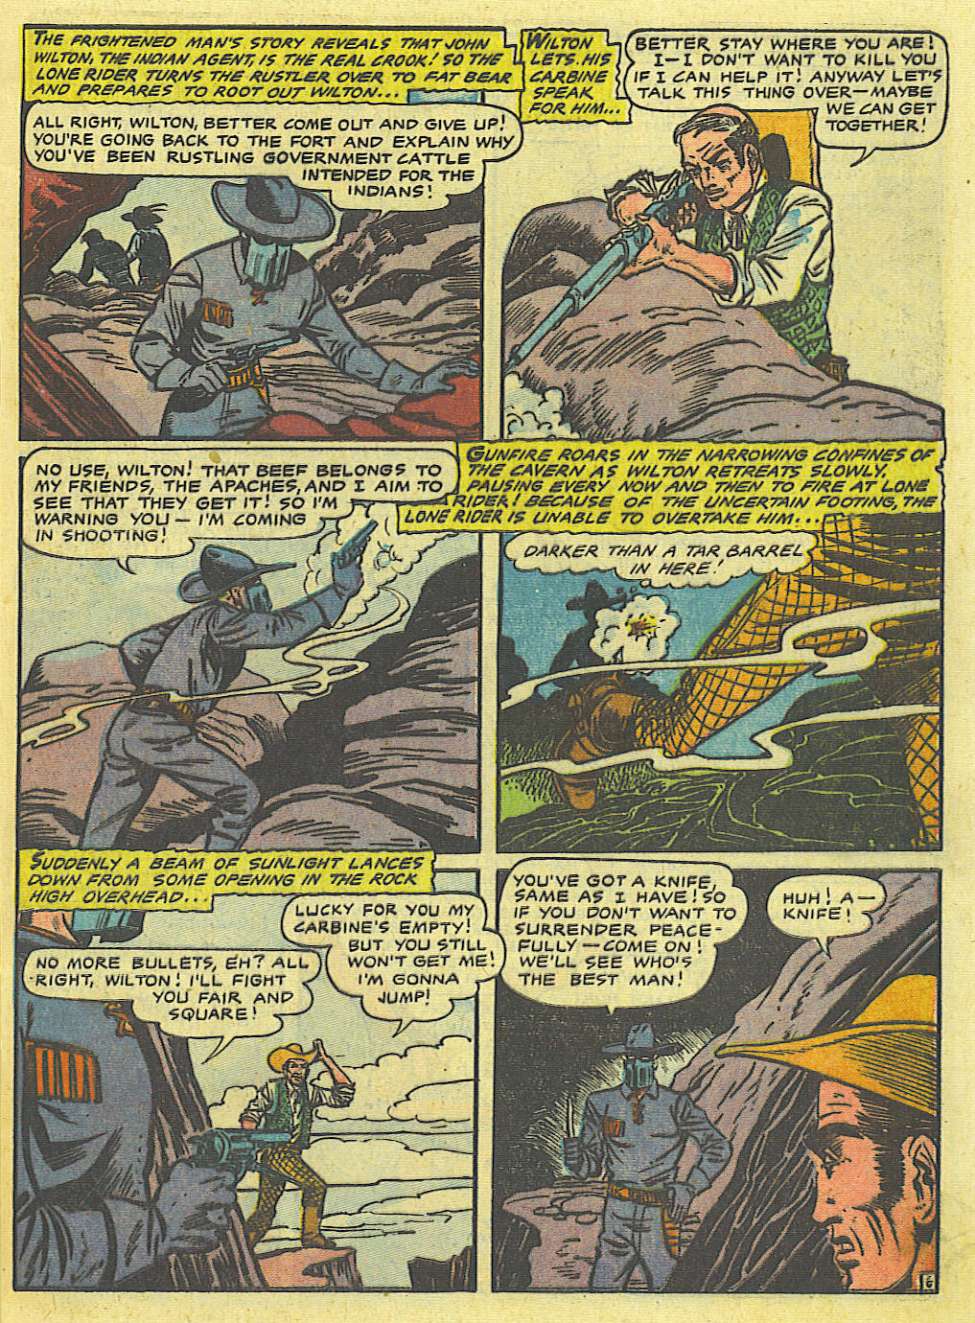 THE FRIGHTENED MAN'S STORY REVEALS THAT JOHN
WILTON, THE INDIAN AGENT, IS THE REAL CROOK! SO THE
LONE RIDER TURNS THE RUSTLER OVER TO FAT BEAR
AND PREPARES TO ROOT OUT WILTON...
ALL RIGHT, WILTON, BETTER COME OUT AND GIVE UP!
YOU'RE GOING BACK TO THE FORT AND EXPLAIN WHY
YOU'VE BEEN RUSTLING GOVERNMENT CATTLE
INTENDED FOR THE
INDIANS!
WILTON
LETS HIS
CARBINE
SPEAK
FOR HIM...
BETTER STAY WHERE YOU ARE!
I—I DON'T WANT TO KILL YOU
IF I CAN HELP IT! ANYWAY LET'S
TALK THIS THING OVER—MAYBE
WE CAN GET
TOGETHER!
NO USE, WILTON! THAT BEEF BELONGS TO
MY FRIENDS, THE APACHES, AND I AIM TO
SEE THAT THEY GET IT! SO I'M
WARNING YOU—I'M COMING
IN SHOOTING!
GUNFIRE ROARS IN THE NARROWING CONFINES OF
THE CAVERN AS WILTON RETREATS SLOWLY,
PAUSING EVERY NOW AND THEN TO FIRE AT LONE
RIDER! BECAUSE OF THE UNCERTAIN FOOTING, THE
LONE RIDER IS UNABLE TO OVERTAKE HIM...
DARKER THAN A TAR BARREL
IN HERE!
SUDDENLY A BEAM OF SUNLIGHT LANCES
DOWN FROM SOME OPENING IN THE ROCK
HIGH OVERHEAD...
NO MORE BULLETS, EH? ALL
RIGHT, WILTON! I'LL FIGHT
YOU FAIR AND
SQUARE!
LUCKY FOR YOU MY
CARBINE'S EMPTY!
BUT YOU STILL
WON'T GET ME!
I'M GONNA
JUMP!
YOU'VE GOT A KNIFE,
SAME AS I HAVE! SO
IF YOU DON'T WANT TO
SURRENDER PEACE-
FULLY—COME ON!
WE'LL SEE WHO'S
THE BEST MAN!
HUH! A—
KNIFE!
6